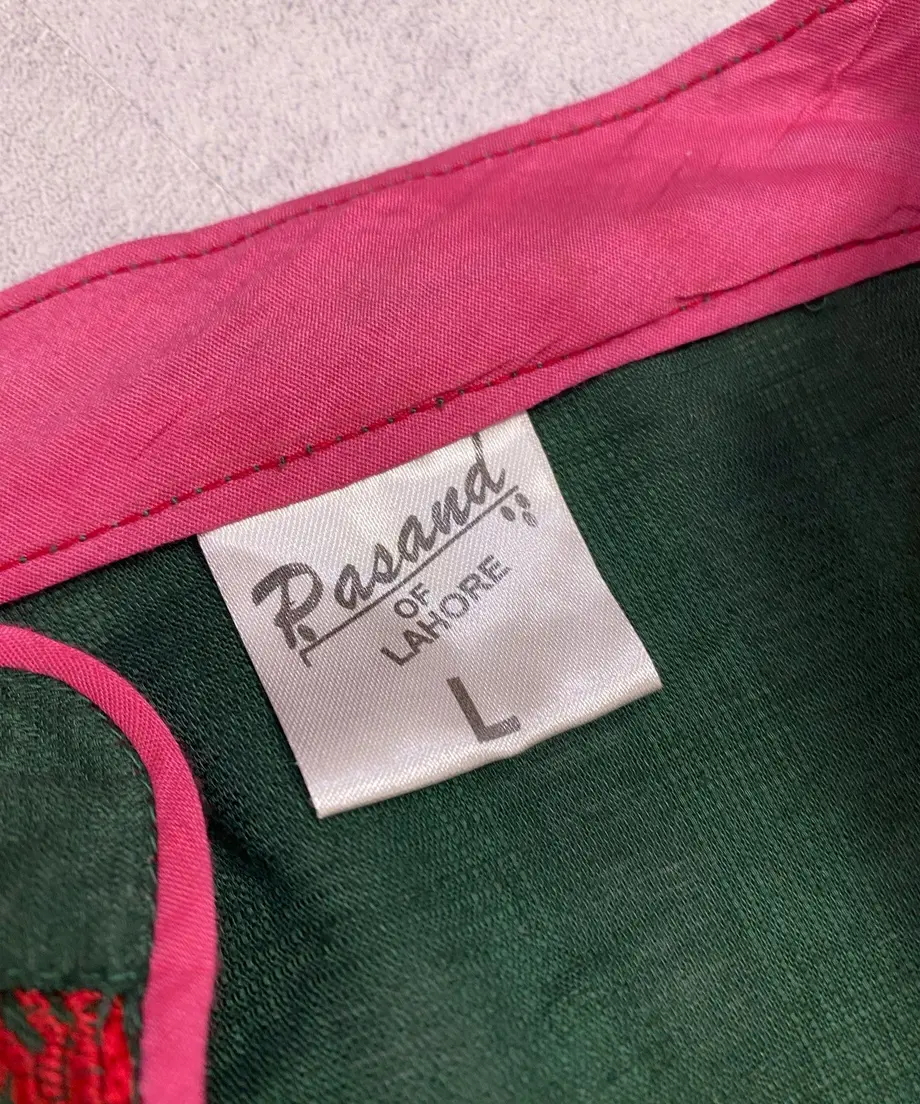 Pasand
OF
LAHORE
L